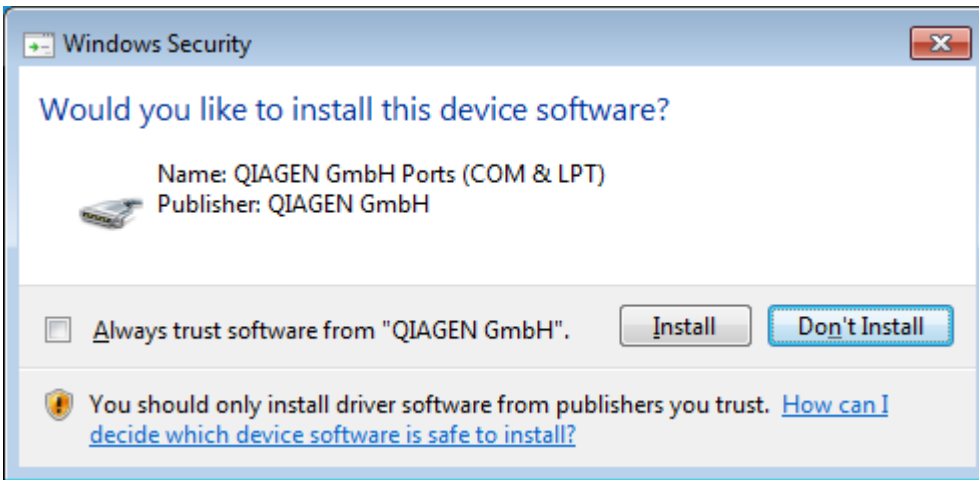 Windows Security
Would you like to install this device software?
Name: QIAGEN GmbH Ports (COM & LPT)
Publisher: QIAGEN GmbH
Always trust software from "QIAGEN GmbH".
Install
Don't Install
You should only install driver software from publishers you trust. How can I
decide which device software is safe to install?